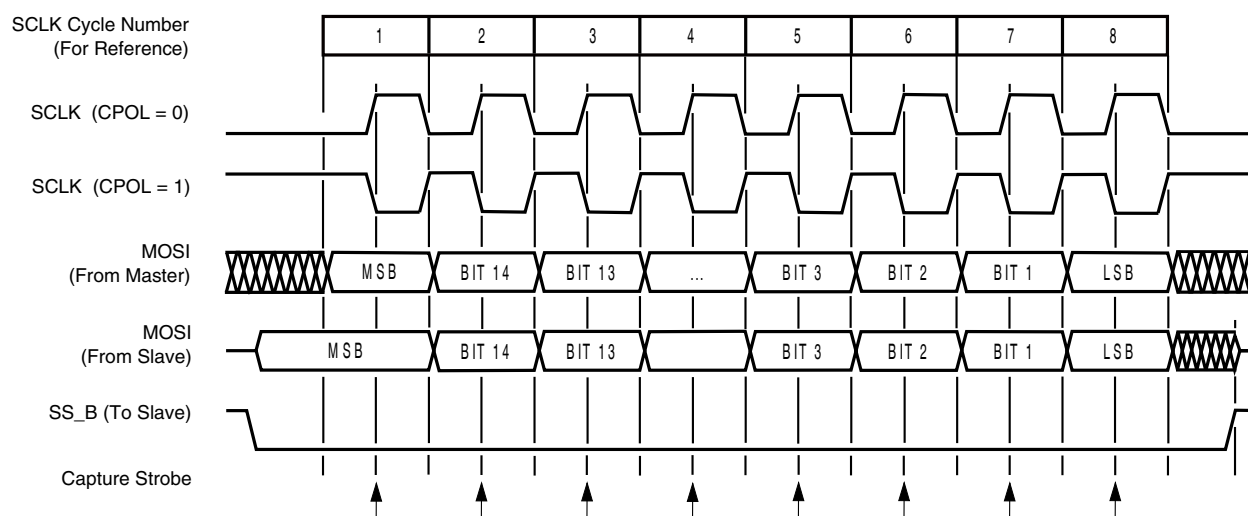 SCLK Cycle Number
(For Reference)
1 2 3 4 5 6 7 8
SCLK (CPOL = 0)
SCLK (CPOL = 1)
MOSI
(From Master)
MSB BIT 14 BIT 13 ... BIT 3 BIT 2 BIT 1 LSB
MOSI
(From Slave)
MSB BIT 14 BIT 13 BIT 3 BIT 2 BIT 1 LSB
SS_B (To Slave)
Capture Strobe